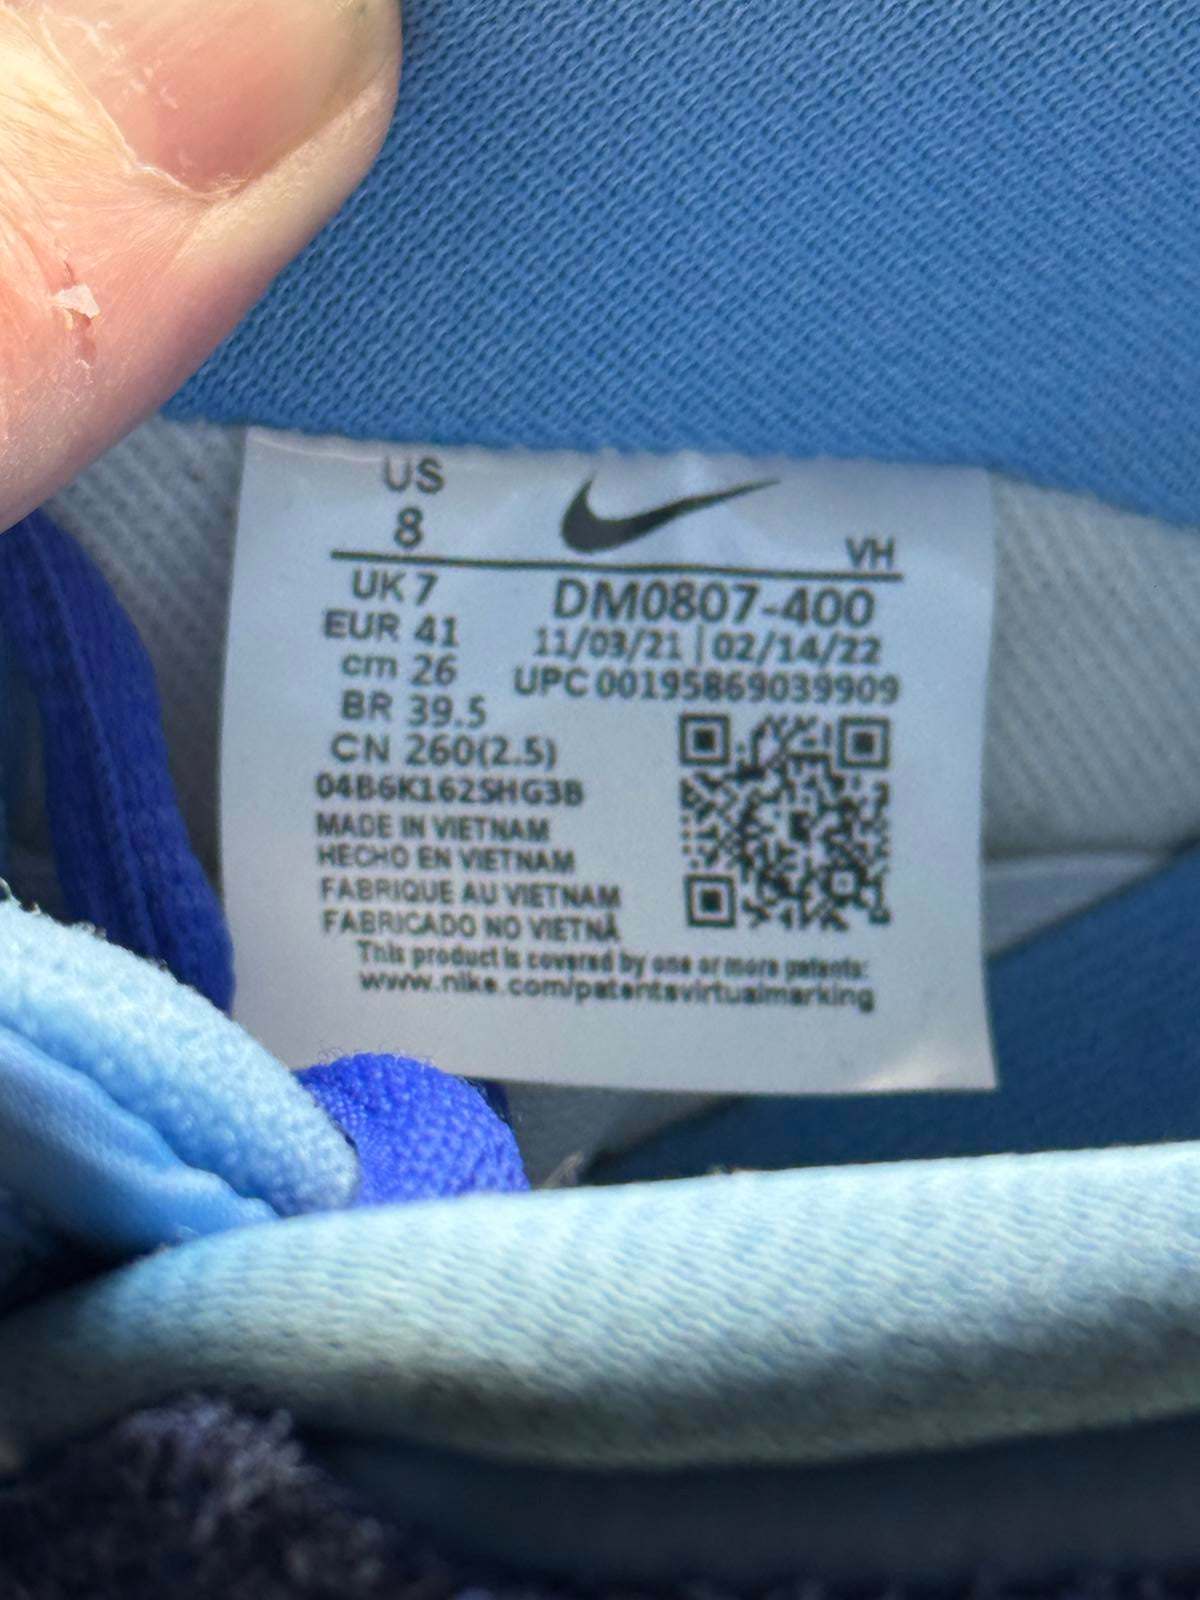 US
8
VH
UK 7
EUR 41
cm 26
BR 39.5
CN 260(2.5)
DM0807-400
11/03/21 | 02/14/22
UPC 00195869039909
04B6K162SHG3B
MADE IN VIETNAM
HECHO EN VIETNAM
FABRIQUE AU VIETNAM
FABRICADO NO VIETNÃ
This product is covered by one or more patents:
www.nike.com/patentsvirtualmarking